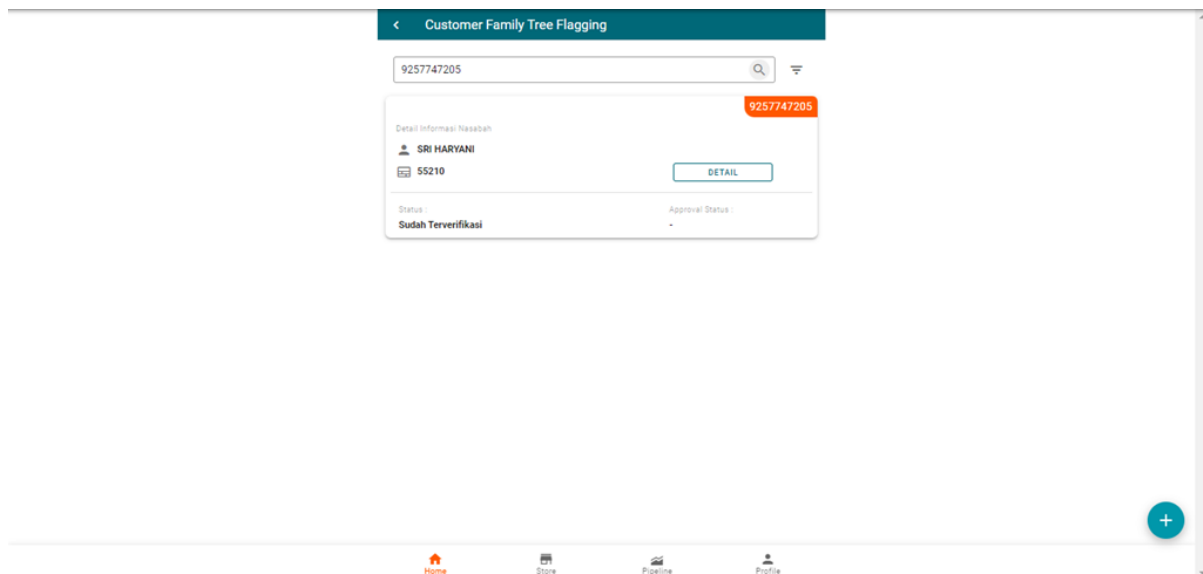 Customer Family Tree Flagging
9257747205
9257747205
Detail Informasi Nasabah
SRI HARYANI
55210
DETAIL
Status :
Approval Status :
Sudah Terverifikasi
-
Home
Store
Pipeline
Profile